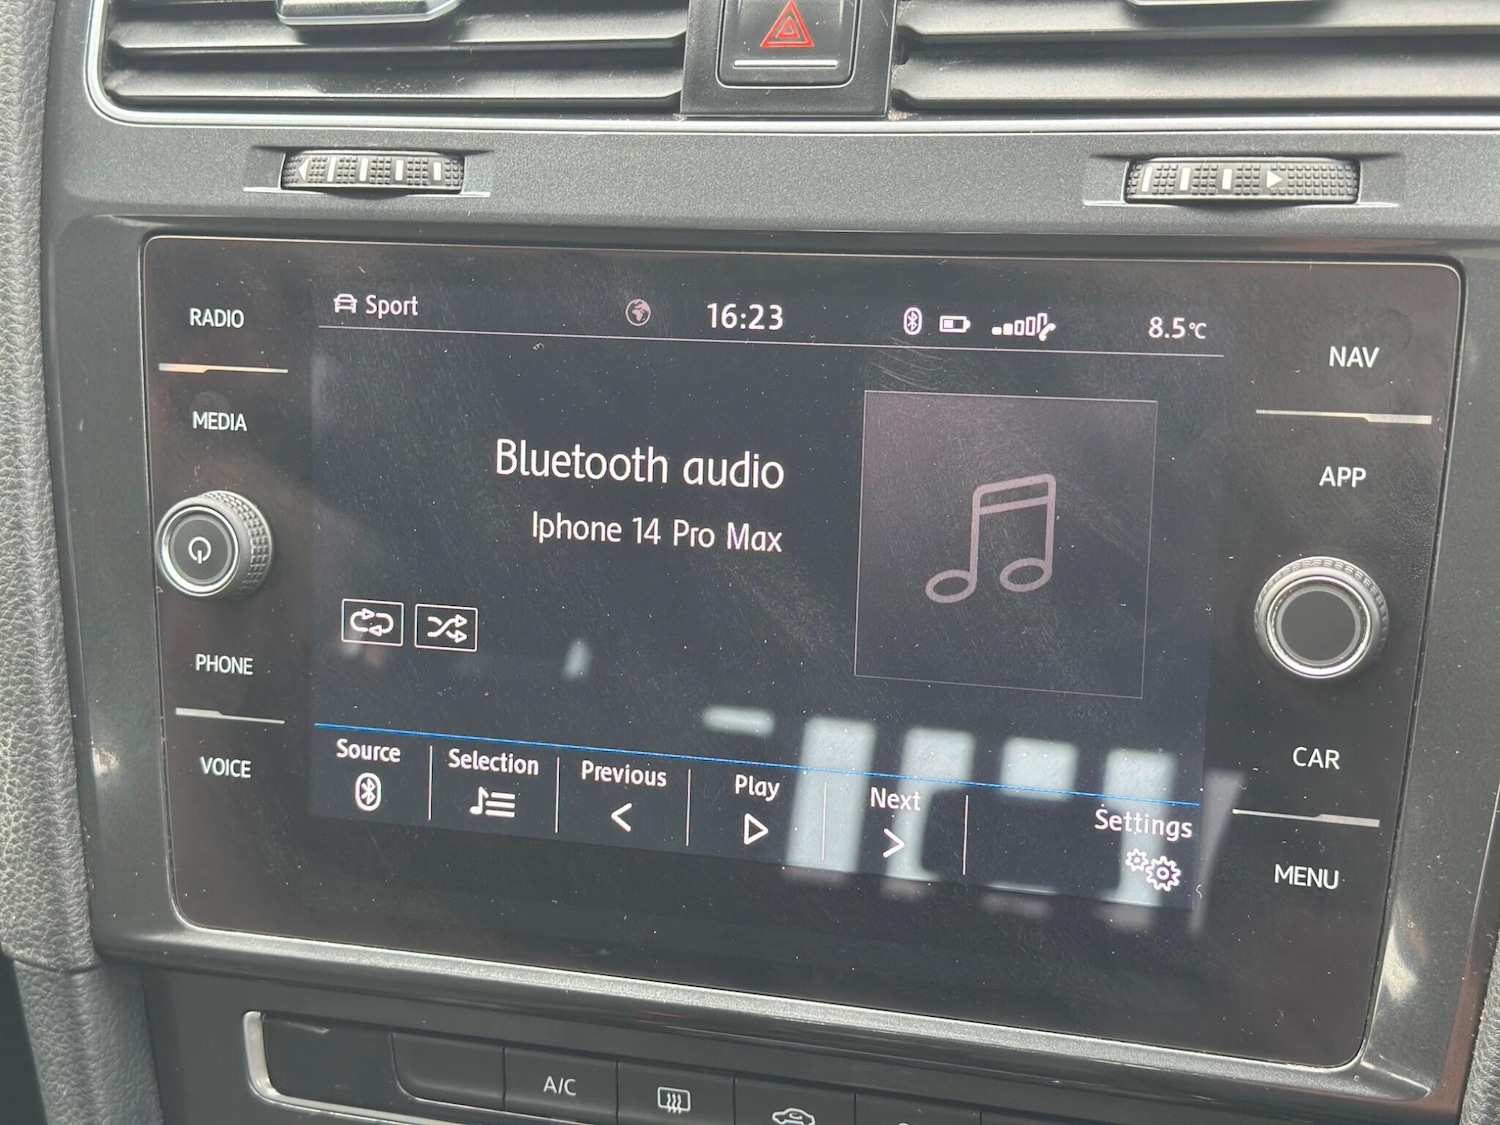 RADIO
MEDIA
PHONE
VOICE
Sport
16:23
8.5°C
Bluetooth audio
Iphone 14 Pro Max
Source
Selection
Previous
Play
Next
Settings
NAV
APP
CAR
MENU
A/C